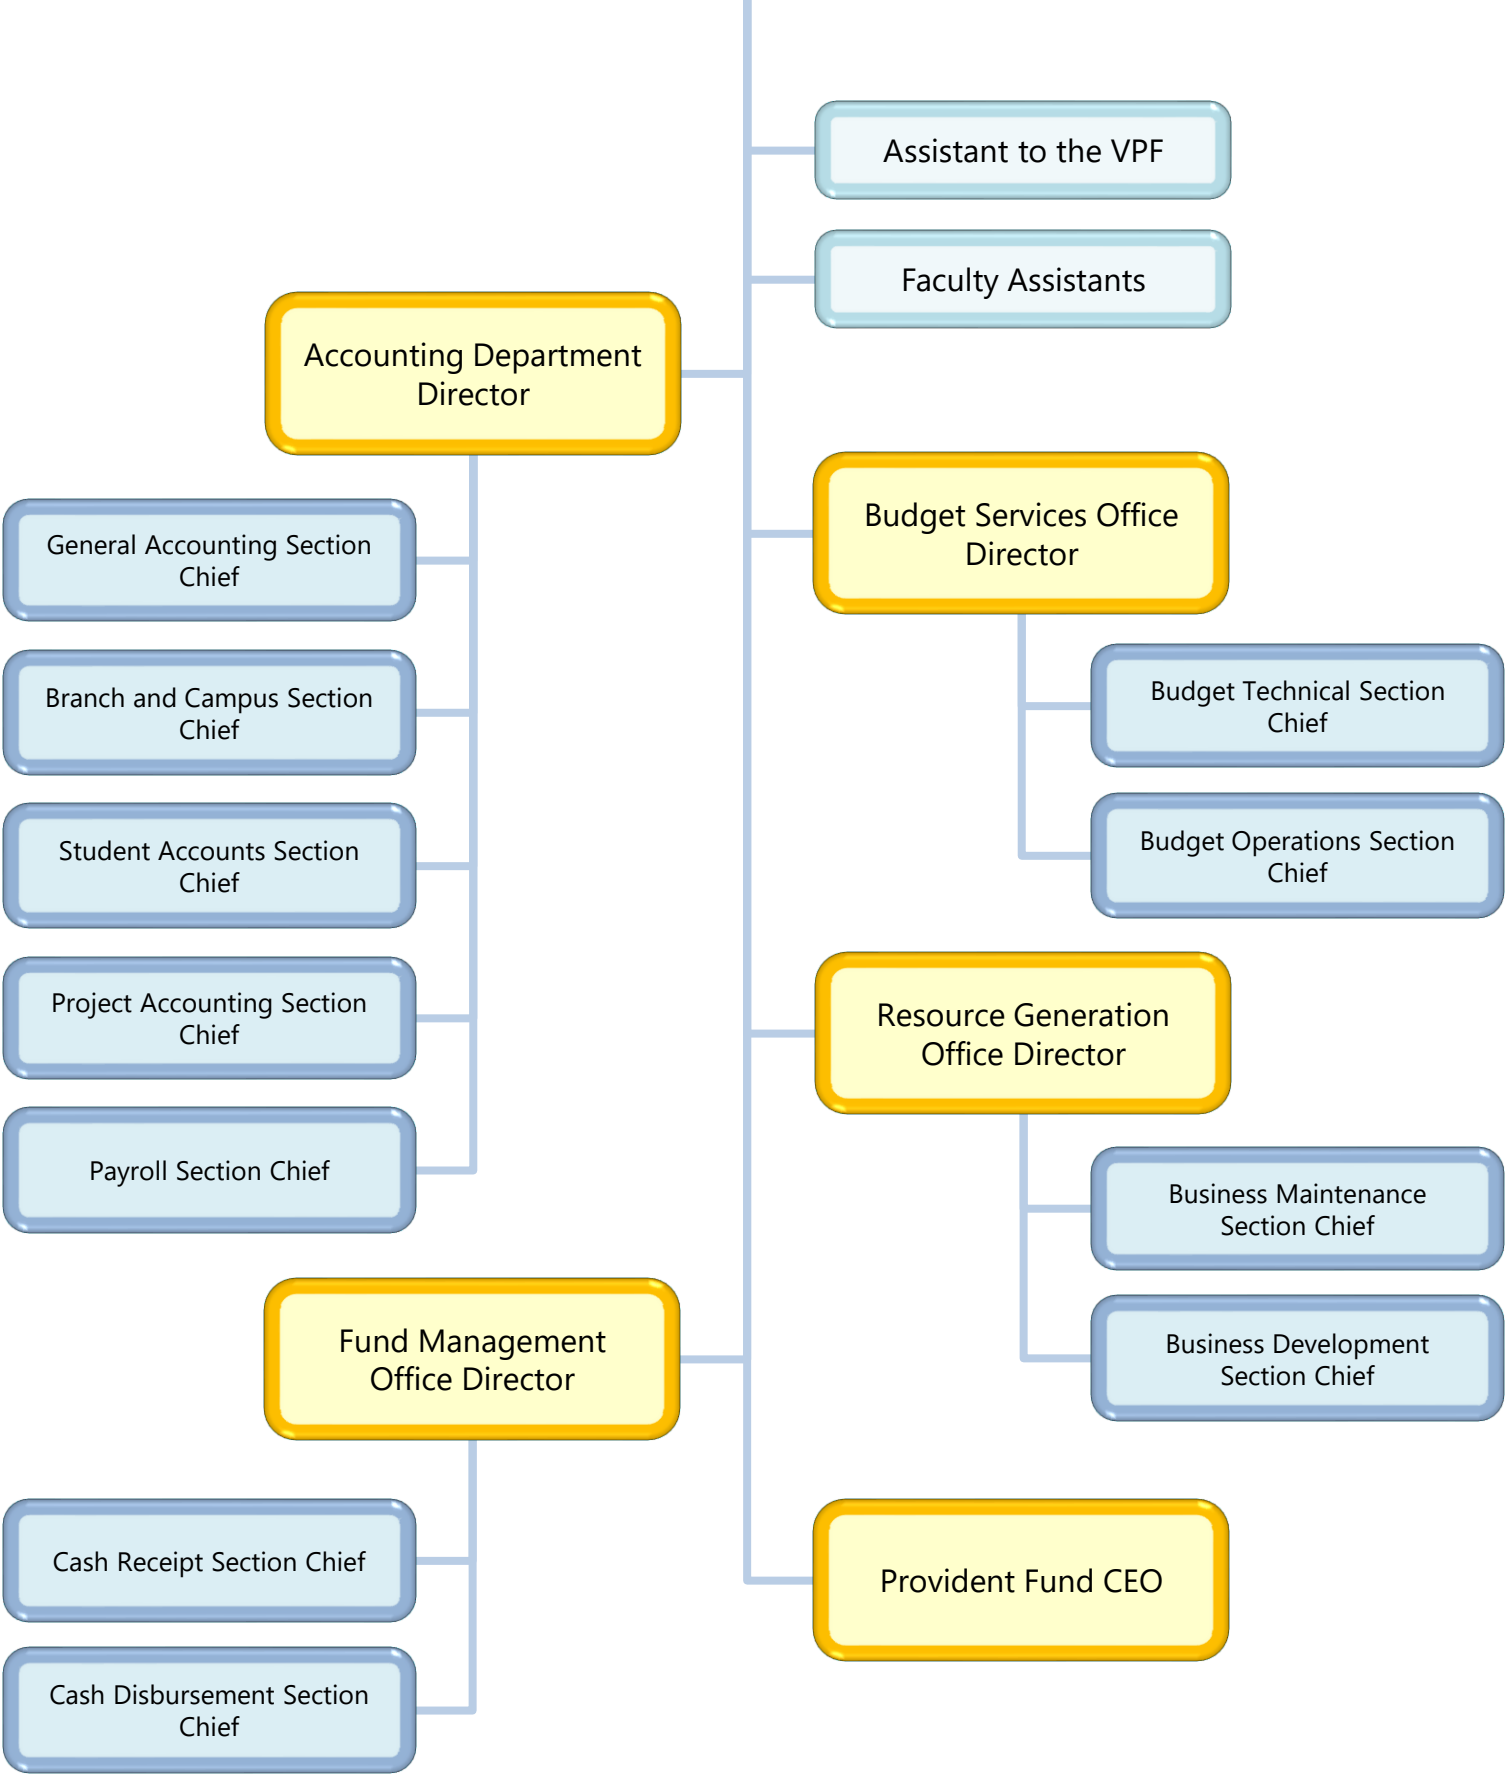 Assistant to the VPF
Faculty Assistants
Accounting Department
Director
General Accounting Section
Chief
Branch and Campus Section
Chief
Student Accounts Section
Chief
Project Accounting Section
Chief
Payroll Section Chief
Budget Services Office
Director
Budget Technical Section
Chief
Budget Operations Section
Chief
Resource Generation
Office Director
Business Maintenance
Section Chief
Business Development
Section Chief
Fund Management
Office Director
Cash Receipt Section Chief
Cash Disbursement Section
Chief
Provident Fund CEO